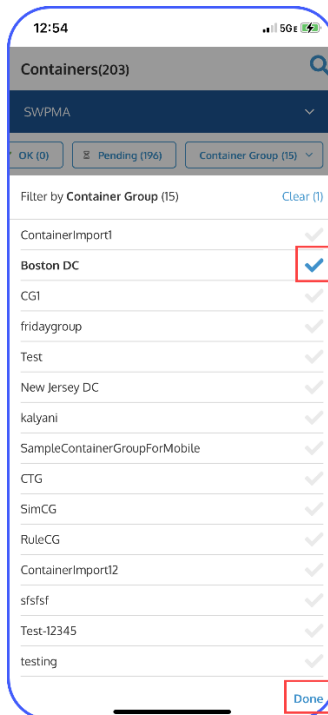 12:54 5GE
Containers(203)
SWPMA
OK (0) Pending (196) Container Group (15)
Filter by Container Group (15) Clear (1)
ContainerImport1
Boston DC
CG1
fridaygroup
Test
New Jersey DC
kalyani
SampleContainerGroupForMobile
CTG
SimCG
RuleCG
ContainerImport12
sfsfsf
Test-12345
testing
Done